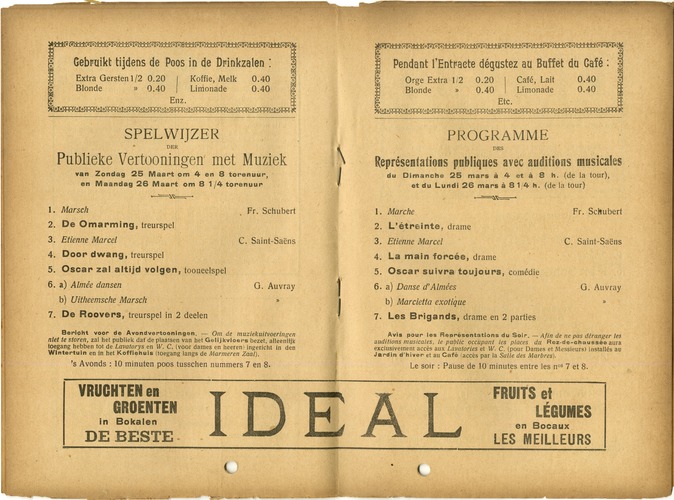 Gebruikt tijdens de Poos in de Drinkzalen :
Extra Gersten 1/2 0.20 Koffie, Melk 0.40
Blonde » 0.40 Limonade 0.40
Enz.
SPELWIJZER
DER
Publieke Vertooningen met Muziek
van Zondag 25 Maart om 4 en 8 torenuur,
en Maandag 26 Maart om 8 1/4 torenuur
1. Marsch Fr. Schubert
2. De Omarming, treurspel
3. Etienne Marcel C. Saint-Saëns
4. Door dwang, treurspel
5. Oscar zal altijd volgen, tooneelspel
6. a) Almée dansen G. Auvray
b) Uitheemsche Marsch »
7. De Roovers, treurspel in 2 deelen
Bericht voor de Avondvertooningen. — Om de muziekuitvoeringen
niet te storen, zal het publiek dat de plaatsen van het Gelijkvloers bezet, alleenlijk
toegang hebben tot de Lavatorys en W. C. (voor dames en heeren) ingericht in den
Wintertuin en in het Koffiehuis (toegang langs de Marmeren Zaal).
's Avonds : 10 minuten poos tusschen nummers 7 en 8.
Pendant l'Entracte dégustez au Buffet du Café :
Orge Extra 1/2 0.20 Café, Lait 0.40
Blonde » 0.40 Limonade 0.40
Etc.
PROGRAMME
DES
Représentations publiques avec auditions musicales
du Dimanche 25 mars à 4 et à 8 h. (de la tour),
et du Lundi 26 mars à 8 1/4 h. (de la tour)
1. Marche Fr. Schubert
2. L'étreinte, drame
3. Etienne Marcel C. Saint-Saëns
4. La main forcée, drame
5. Oscar suivra toujours, comédie
6. a) Danse d'Almées G. Auvray
b) Marcietta exotique »
7. Les Brigands, drame en 2 parties
Avis pour les Représentations du Soir. — Afin de ne pas déranger les
auditions musicales, le public occupant les places du Rez-de-chaussée aura
exclusivement accès aux Lavatories et W. C. (pour Dames et Messieurs) installés au
Jardin d'hiver et au Café (accès par la Salle des Marbres).
Le soir : Pause de 10 minutes entre les nos 7 et 8.
VRUCHTEN en
GROENTEN
in Bokalen
DE BESTE
IDEAL
FRUITS et
LÉGUMES
en Bocaux
LES MEILLEURS